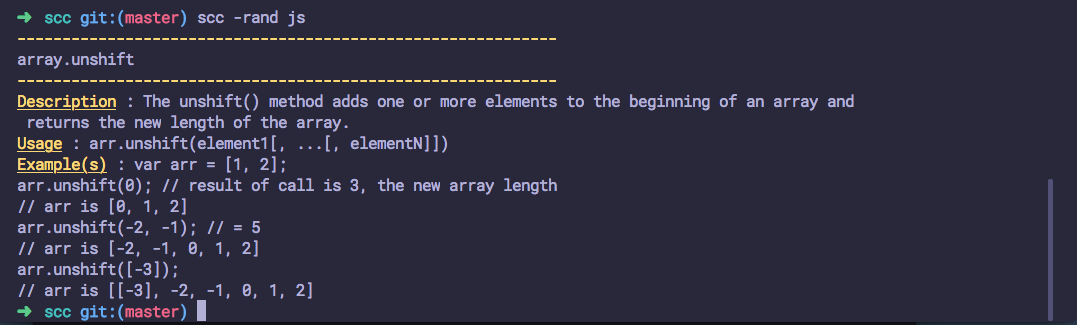 ➜ scc git:(master) scc -rand js
------------------------------------------------------------
array.unshift
------------------------------------------------------------
Description : The unshift() method adds one or more elements to the beginning of an array and
returns the new length of the array.
Usage : arr.unshift(element1[, ...[, elementN]])
Example(s) : var arr = [1, 2];
arr.unshift(0); // result of call is 3, the new array length
// arr is [0, 1, 2]
arr.unshift(-2, -1); // = 5
// arr is [-2, -1, 0, 1, 2]
arr.unshift([-3]);
// arr is [[-3], -2, -1, 0, 1, 2]
➜ scc git:(master)